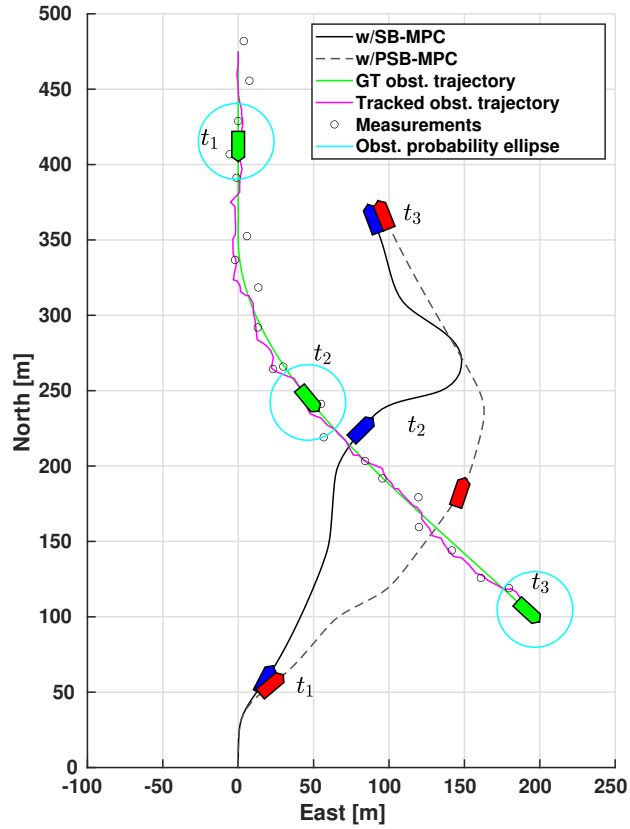 500
450
400
350
300
250
200
150
100
50
0
-100
-50
0
50
100
150
200
250
North [m]
East [m]
w/SB-MPC
w/PSB-MPC
GT obst. trajectory
Tracked obst. trajectory
Measurements
Obst. probability ellipse
t₁
t₃
t₂
t₂
t₃
t₁